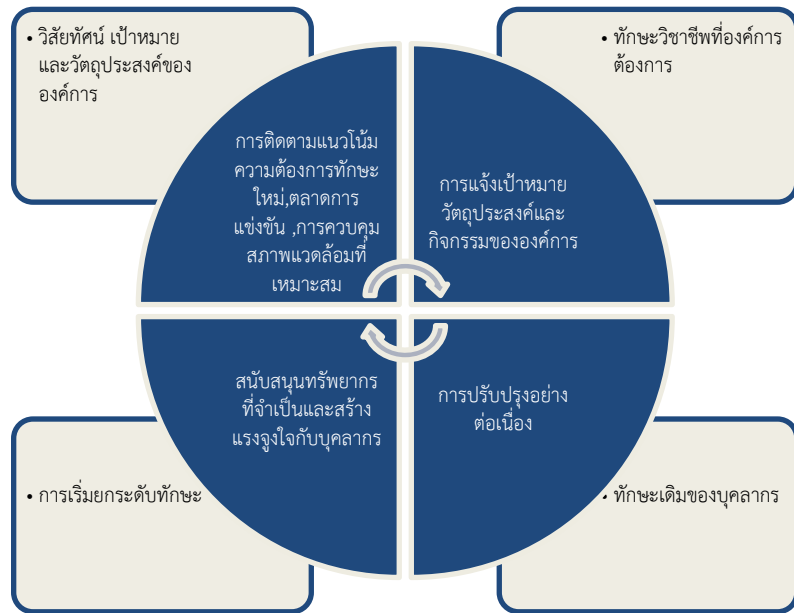 • วิสัยทัศน์ เป้าหมาย
และวัตถุประสงค์ของ
องค์การ
• ทักษะวิชาชีพที่องค์การ
ต้องการ
การติดตามแนวโน้ม
ความต้องการทักษะ
ใหม่,ตลาดการ
แข่งขัน ,การควบคุม
สภาพแวดล้อมที่
เหมาะสม
การแจ้งเป้าหมาย
วัตถุประสงค์และ
กิจกรรมขององค์การ
สนับสนุนทรัพยากร
ที่จำเป็นและสร้าง
แรงจูงใจกับบุคลากร
การปรับปรุงอย่าง
ต่อเนื่อง
• การเริ่มยกระดับทักษะ
• ทักษะเดิมของบุคลากร